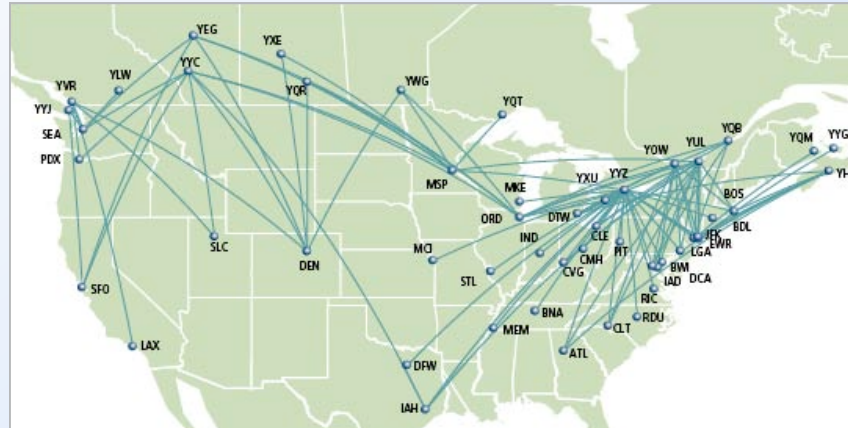 YEG
YXE
YYC
YQR
YWG
YLW
YVR
YYJ
SEA
PDX
YQT
YQB
YQM
YYG
YOW
YUL
YH
MSP
YXU
YYZ
MKE
ORD
DTW
BOS
BDL
JFK
EWR
LGA
IND
CLE
PIT
CMH
CVG
BWI
DCA
IAD
SLC
DEN
MCI
STL
RIC
SFO
BNA
RDU
MEM
CLT
LAX
ATL
DFW
IAH